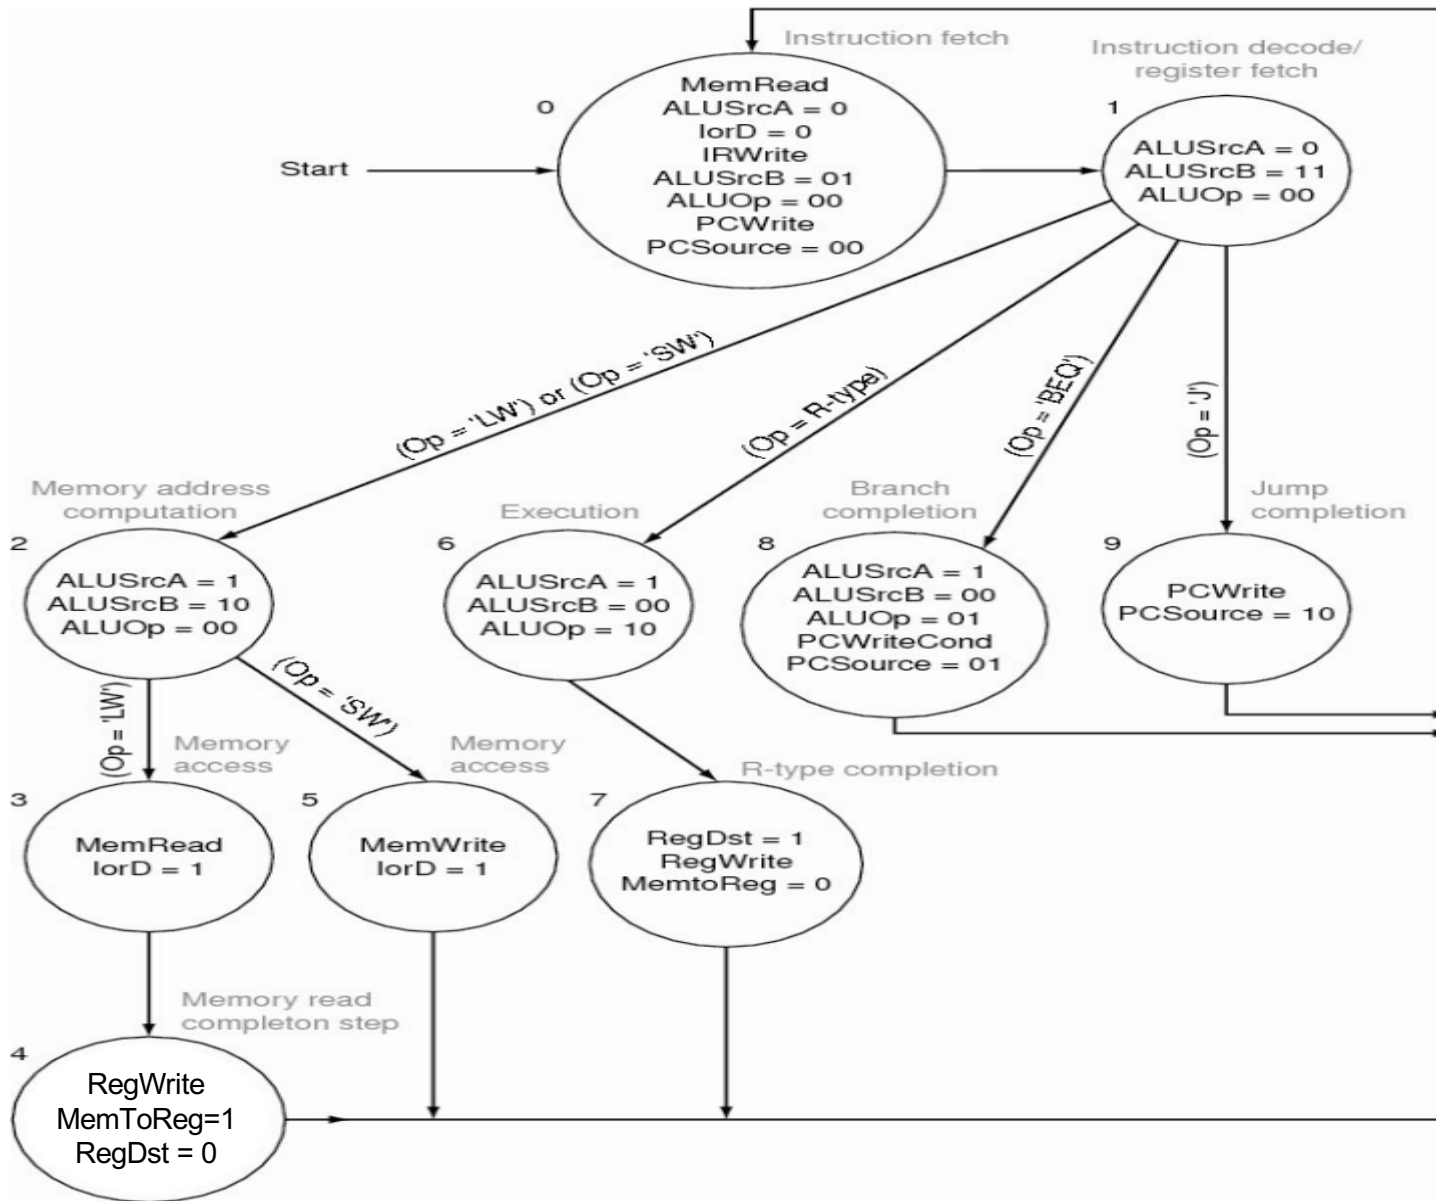 Instruction fetch
Instruction decode/
register fetch
0
MemRead
ALUSrcA = 0
IorD = 0
IRWrite
ALUSrcB = 01
ALUOp = 00
PCWrite
PCSource = 00
1
ALUSrcA = 0
ALUSrcB = 11
ALUOp = 00
Start
(Op = 'LW') or (Op = 'SW')
(Op = R-type)
(Op = 'BEQ')
(Op = 'J')
Memory address
computation
2
ALUSrcA = 1
ALUSrcB = 10
ALUOp = 00
Execution
6
ALUSrcA = 1
ALUSrcB = 00
ALUOp = 10
Branch
completion
8
ALUSrcA = 1
ALUSrcB = 00
ALUOp = 01
PCWriteCond
PCSource = 01
Jump
completion
9
PCWrite
PCSource = 10
(Op = 'LW')
(Op = 'SW')
Memory
access
3
MemRead
IorD = 1
Memory
access
5
MemWrite
IorD = 1
R-type completion
7
RegDst = 1
RegWrite
MemtoReg = 0
Memory read
completon step
4
RegWrite
MemToReg=1
RegDst = 0